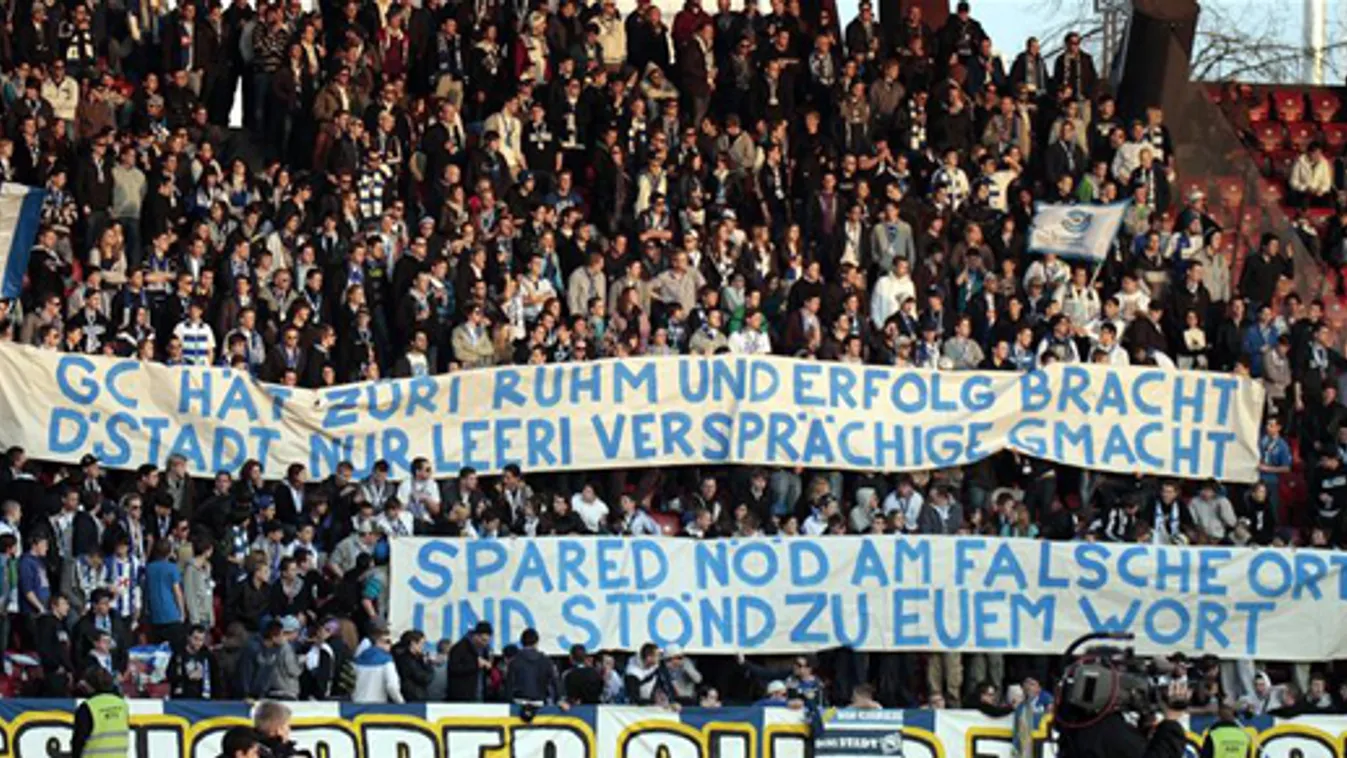 GC HÄT ZÜRI RUHM UND ERFOLG BRACHT
D'STADT NUR LEERI VERSPRÄCHIGE GMACHT
SPARED NÖD AM FALSCHE ORT
UND STÖND ZU EUEM WORT